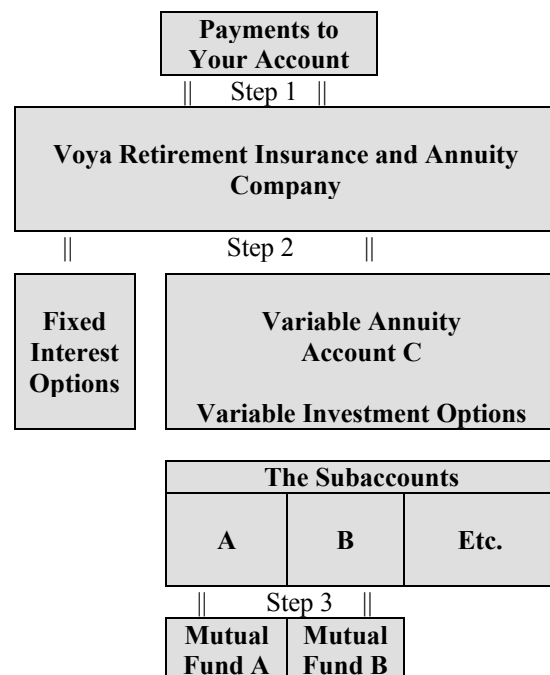 Payments to
Your Account
|| Step 1 ||
Voya Retirement Insurance and Annuity
Company
|| Step 2 ||
Fixed
Interest
Options
Variable Annuity
Account C
Variable Investment Options
The Subaccounts
A B Etc.
|| Step 3 ||
Mutual
Fund A
Mutual
Fund B